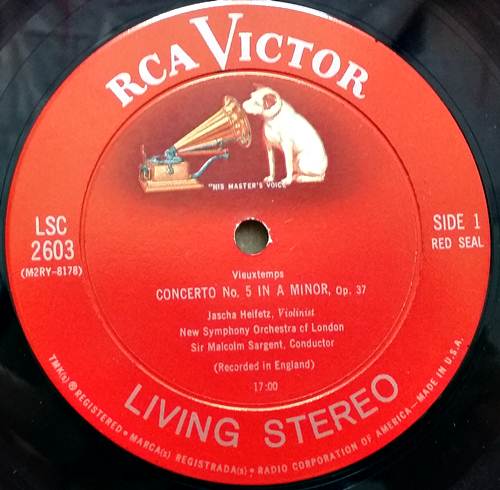 RCA VICTOR
"HIS MASTER'S VOICE"
LSC
2603
(M2RY-8178)
SIDE 1
RED SEAL
Vieuxtemps
CONCERTO No. 5 IN A MINOR, Op. 37
Jascha Heifetz, Violinist
New Symphony Orchestra of London
Sir Malcolm Sargent, Conductor
(Recorded in England)
17:00
LIVING STEREO
TMK(s) ® REGISTERED • MARCA(s) REGISTRADA(s) • RADIO CORPORATION OF AMERICA—MADE IN U.S.A.